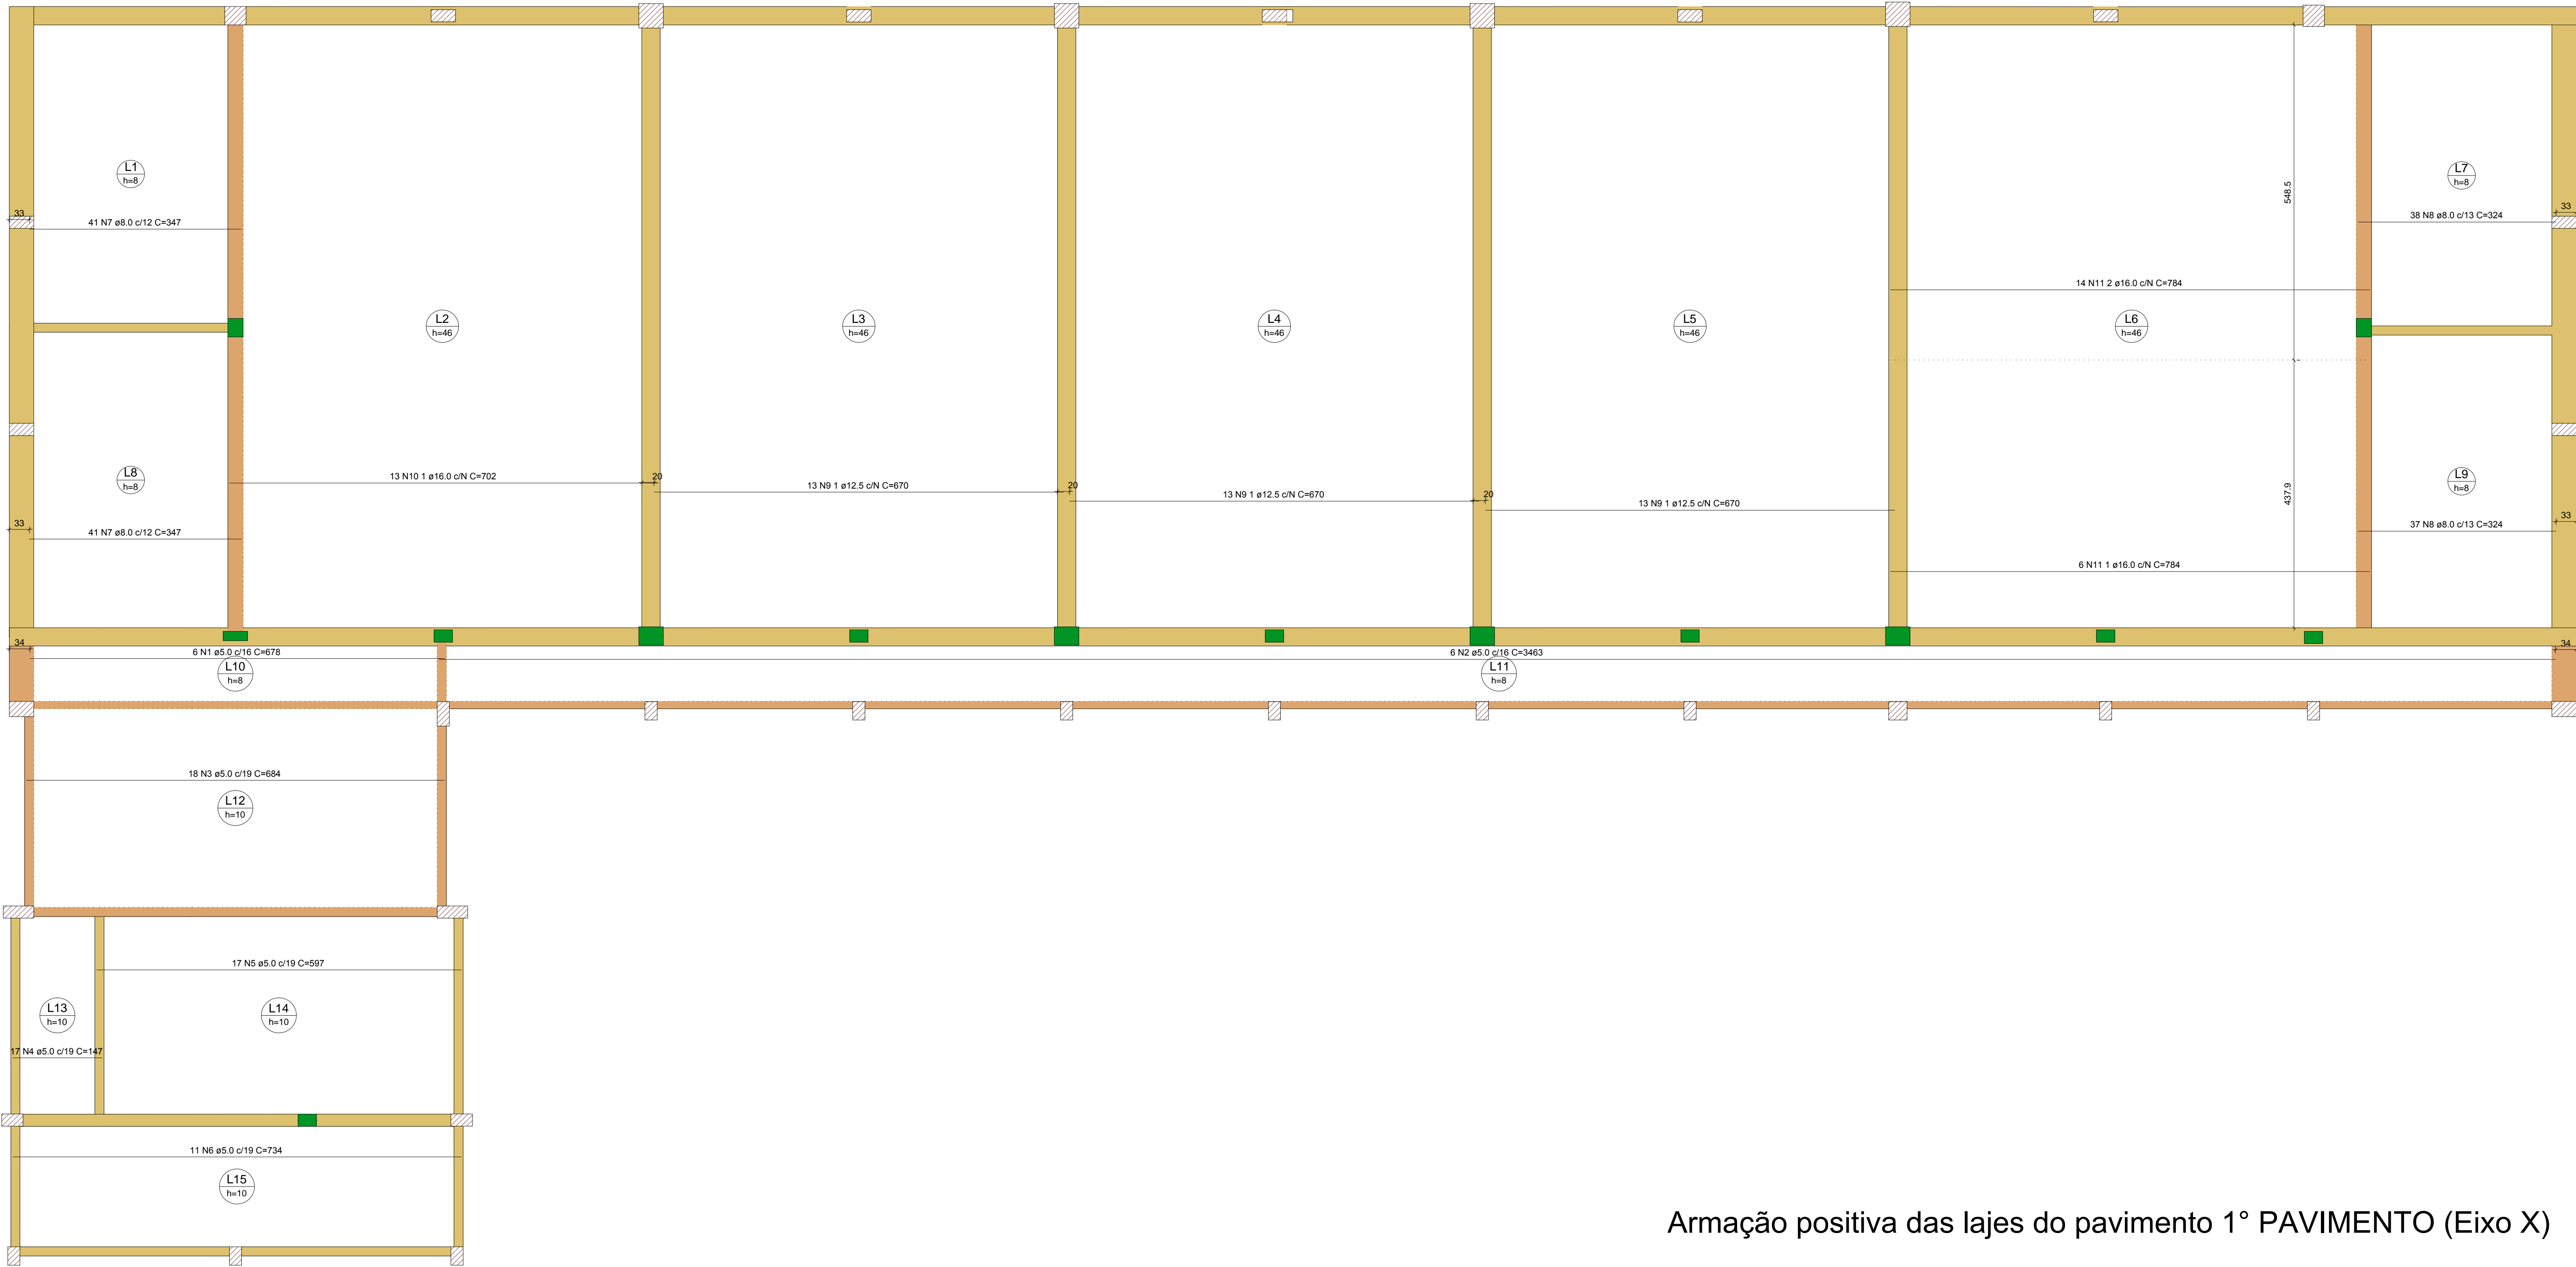 L1
h=8
33
41 N7 ø8.0 c/12 C=347
L2
h=46
L3
h=46
L4
h=46
L5
h=46
L6
h=46
14 N11 2 ø16.0 c/N C=784
548.5
L7
h=8
33
38 N8 ø8.0 c/13 C=324
L8
h=8
33
41 N7 ø8.0 c/12 C=347
13 N10 1 ø16.0 c/N C=702
20
13 N9 1 ø12.5 c/N C=670
20
13 N9 1 ø12.5 c/N C=670
20
13 N9 1 ø12.5 c/N C=670
437.9
6 N11 1 ø16.0 c/N C=784
L9
h=8
33
37 N8 ø8.0 c/13 C=324
34
6 N1 ø5.0 c/16 C=678
L10
h=8
6 N2 ø5.0 c/16 C=3463
L11
h=8
34
18 N3 ø5.0 c/19 C=684
L12
h=10
17 N5 ø5.0 c/19 C=597
L13
h=10
L14
h=10
17 N4 ø5.0 c/19 C=147
11 N6 ø5.0 c/19 C=734
L15
h=10
Armação positiva das lajes do pavimento 1° PAVIMENTO (Eixo X)